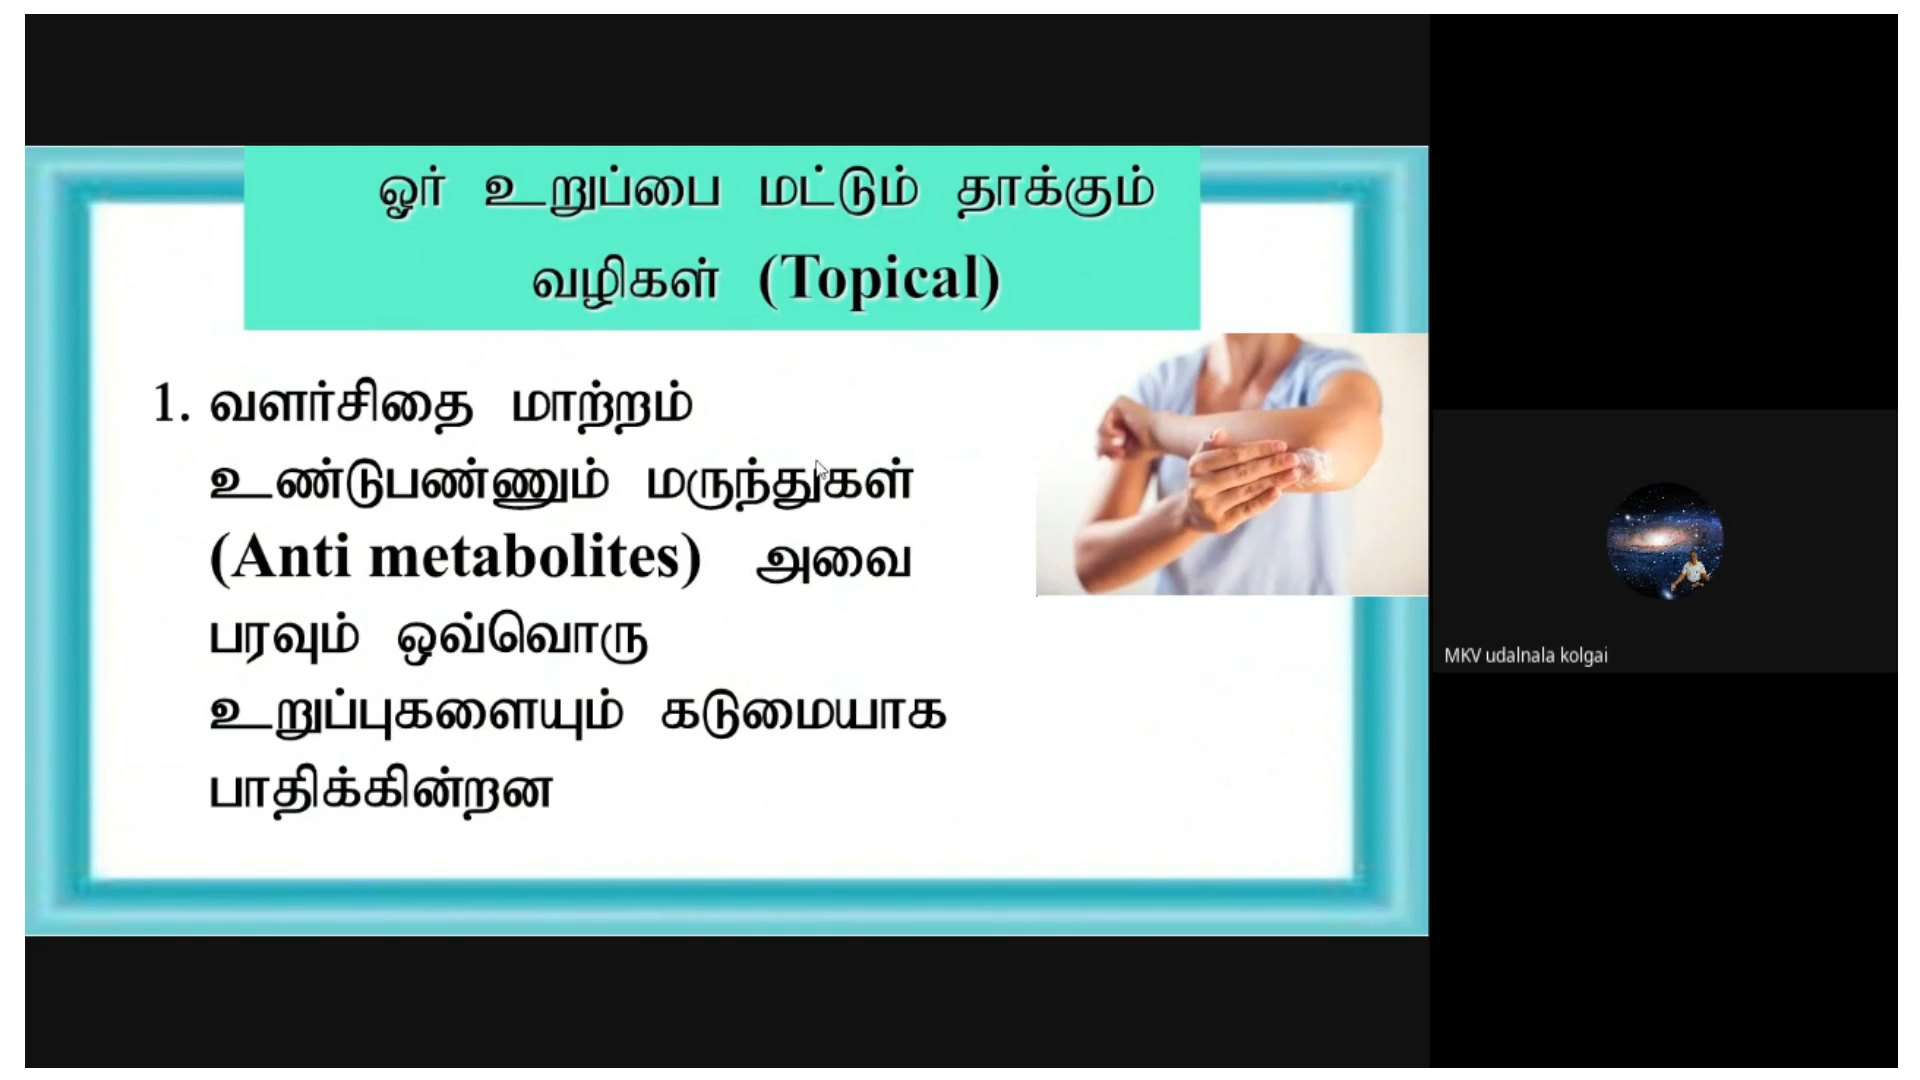 ஓர் உறுப்பை மட்டும் தாக்கும்
வழிகள் (Topical)
1. வளர்சிதை மாற்றம்
உண்டுபண்ணும் மருந்துகள்
(Anti metabolites) அவை
பரவும் ஒவ்வொரு
உறுப்புகளையும் கடுமையாக
பாதிக்கின்றன
MKV udalnala kolgai